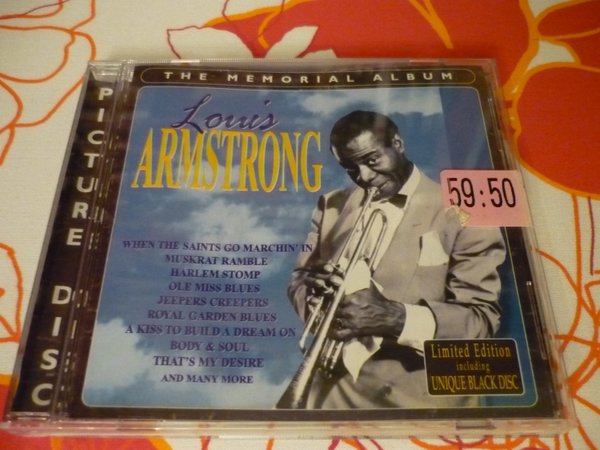 THE MEMORIAL ALBUM
PICTURE DISC
Louis
ARMSTRONG
59:50
WHEN THE SAINTS GO MARCHIN' IN
MUSKRAT RAMBLE
HARLEM STOMP
OLE MISS BLUES
JEEPERS CREEPERS
ROYAL GARDEN BLUES
A KISS TO BUILD A DREAM ON
BODY & SOUL
THAT'S MY DESIRE
AND MANY MORE
Limited Edition
including
UNIQUE BLACK DISC